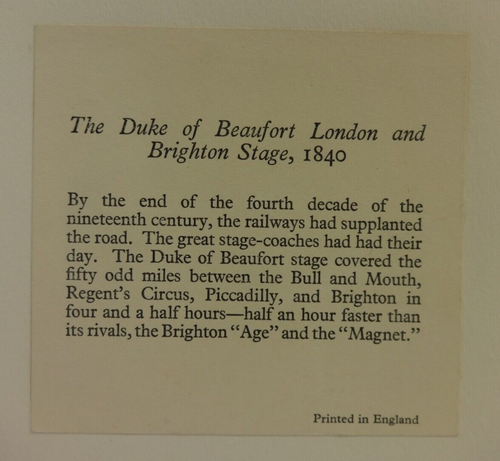 The Duke of Beaufort London and
Brighton Stage, 1840
By the end of the fourth decade of the
nineteenth century, the railways had supplanted
the road. The great stage-coaches had had their
day. The Duke of Beaufort stage covered the
fifty odd miles between the Bull and Mouth,
Regent's Circus, Piccadilly, and Brighton in
four and a half hours—half an hour faster than
its rivals, the Brighton "Age" and the "Magnet."
Printed in England